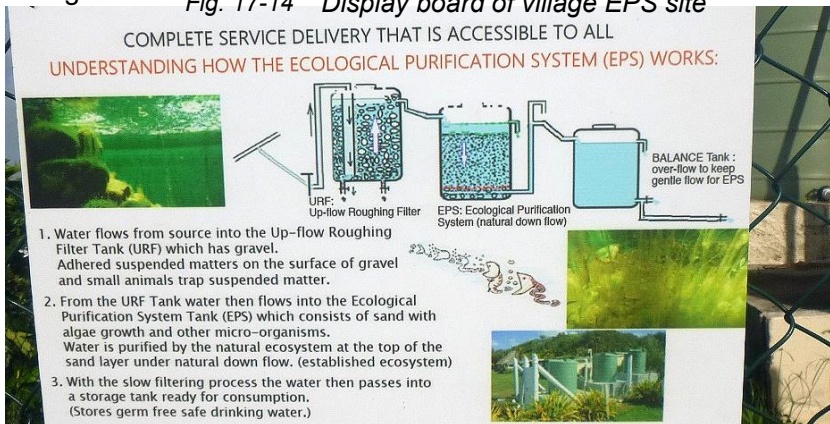 Fig. 17-14 Display board of village EPS site
COMPLETE SERVICE DELIVERY THAT IS ACCESSIBLE TO ALL
UNDERSTANDING HOW THE ECOLOGICAL PURIFICATION SYSTEM (EPS) WORKS:
URF:
Up-flow Roughing Filter
EPS: Ecological Purification
System (natural down flow)
BALANCE Tank :
over-flow to keep
gentle flow for EPS
1. Water flows from source into the Up-flow Roughing
Filter Tank (URF) which has gravel.
Adhered suspended matters on the surface of gravel
and small animals trap suspended matter.
2. From the URF Tank water then flows into the Ecological
Purification System Tank (EPS) which consists of sand with
algae growth and other micro-organisms.
Water is purified by the natural ecosystem at the top of the
sand layer under natural down flow. (established ecosystem)
3. With the slow filtering process the water then passes into
a storage tank ready for consumption.
(Stores germ free safe drinking water.)